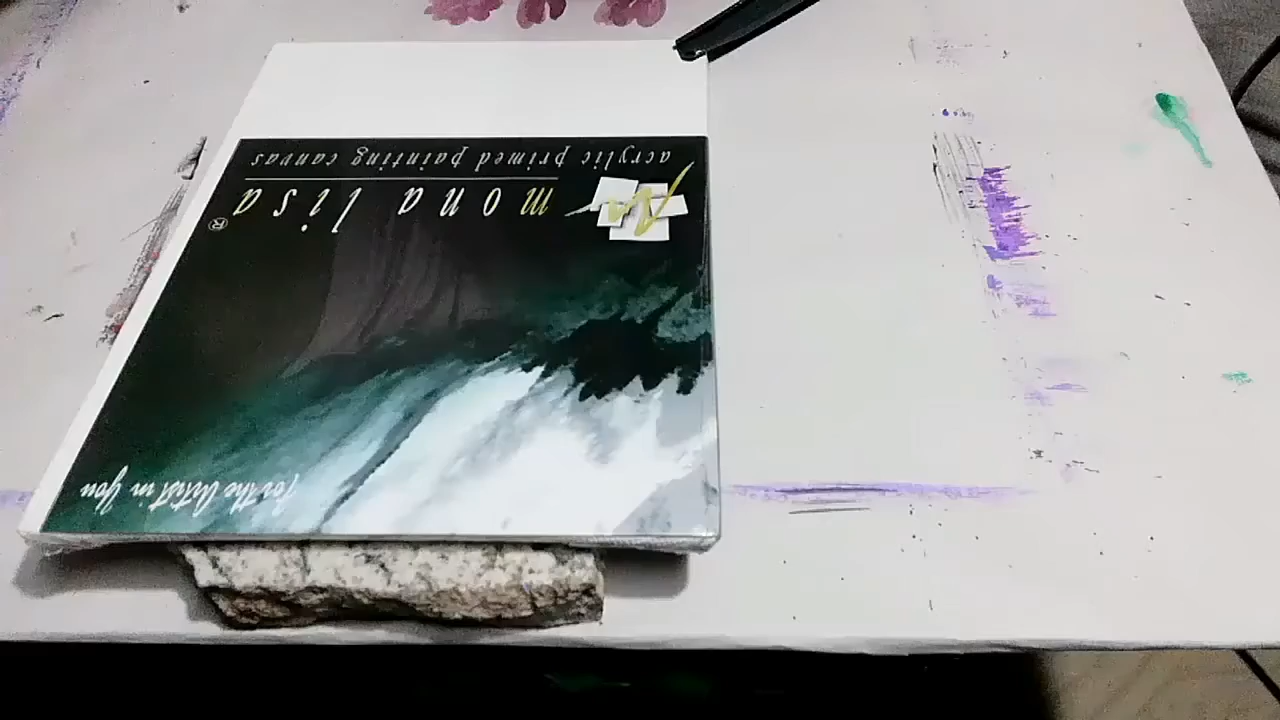 for the Artist in You
mona lisa®
acrylic primed painting canvas